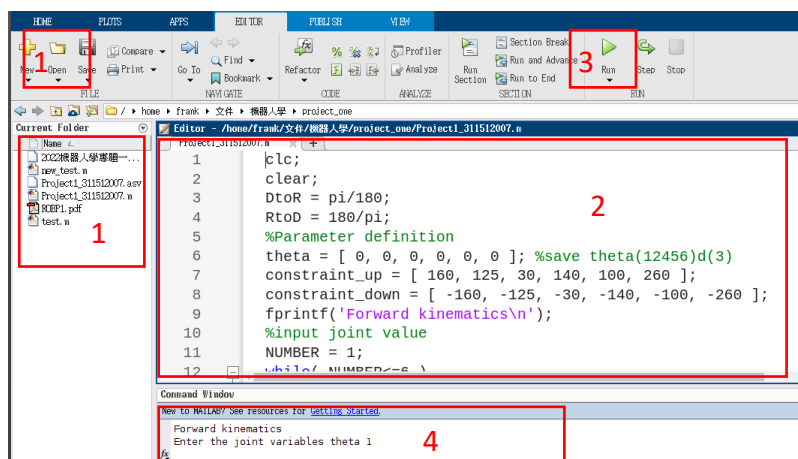 HOME PLOTS APPS EDITOR PUBLISH VIEW
New Open Save Compare Print Go To Find Bookmark Refactor Profiler Analyze Run Section Section Break Run and Advance Run to End Run Step Stop
1
3
FILE NAVIGATE CODE ANALYZE SECTION RUN
/ home frank 文件 機器人學 project_one
Current Folder
Editor - /home/frank/文件/機器人學/project_one/Project1_311512007.m
Name
Project1_311512007.m
2022機器人學專題一...
new_test.m
Project1_311512007.asv
Project1_311512007.m
ROBP1.pdf
test.m
1
1 clc;
2 clear;
3 DtoR = pi/180;
4 RtoD = 180/pi;
5 %Parameter definition
6 theta = [ 0, 0, 0, 0, 0, 0 ]; %save theta(12456)d(3)
7 constraint_up = [ 160, 125, 30, 140, 100, 260 ];
8 constraint_down = [ -160, -125, -30, -140, -100, -260 ];
9 fprintf('Forward kinematics\n');
10 %input joint value
11 NUMBER = 1;
12 while( NUMBER<=6 )
2
Command Window
New to MATLAB? See resources for Getting Started.
Forward kinematics
Enter the joint variables theta 1
fx
4